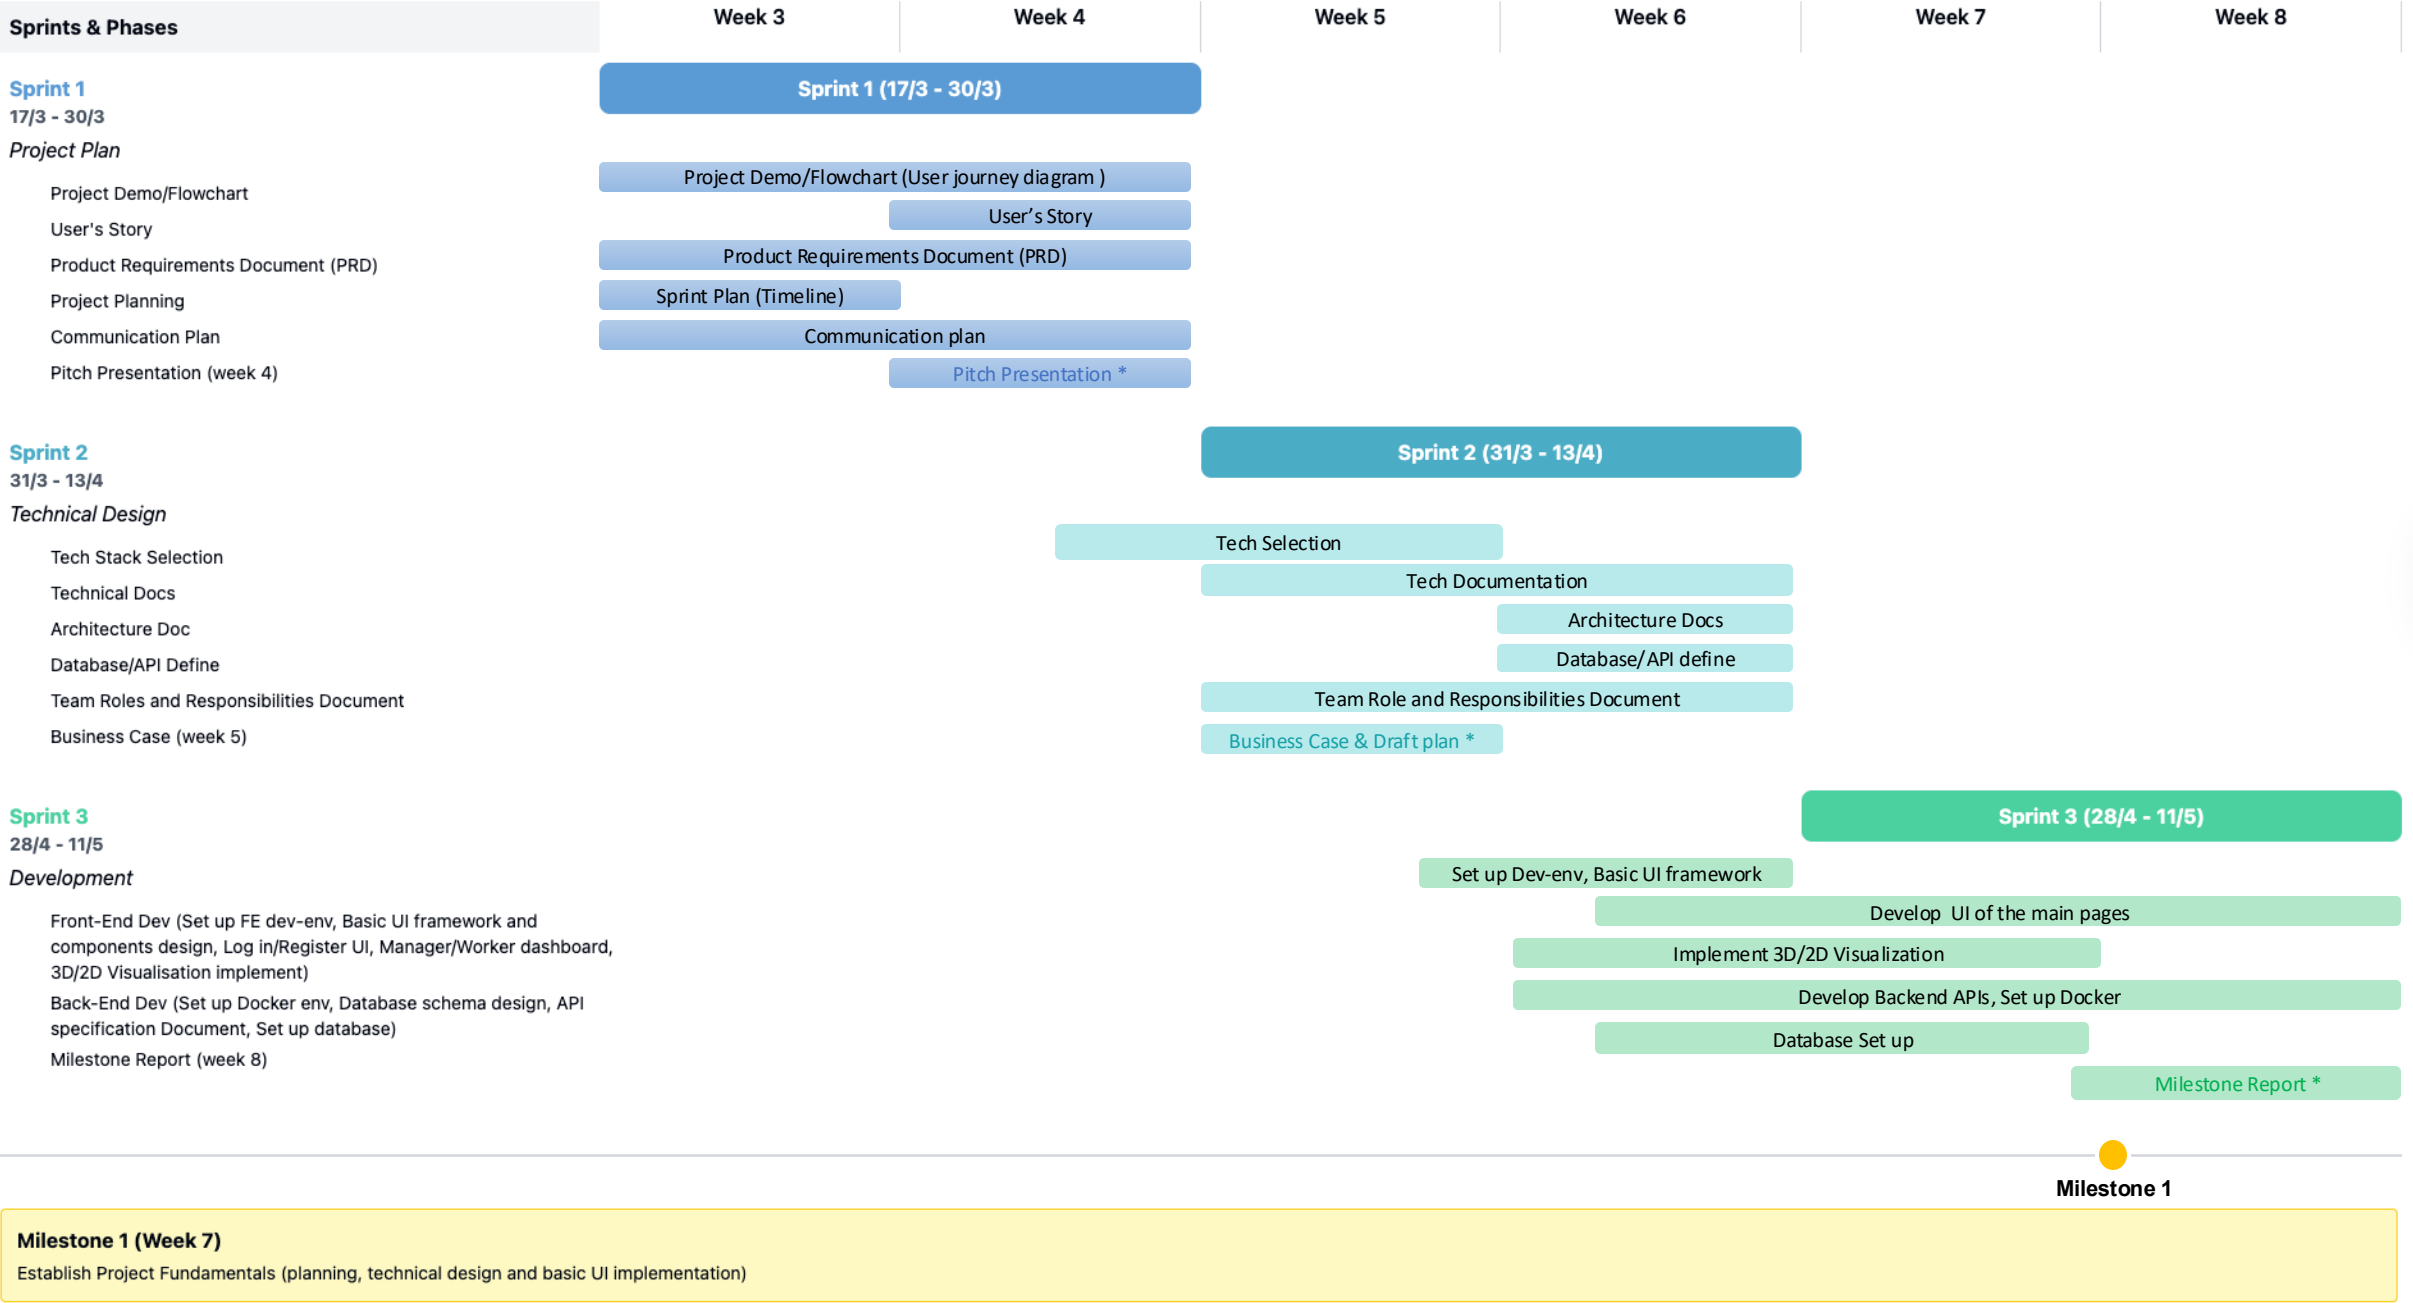 Sprints & Phases
Week 3
Week 4
Week 5
Week 6
Week 7
Week 8
Sprint 1
17/3 - 30/3
Project Plan
Sprint 1 (17/3 - 30/3)
Project Demo/Flowchart
User's Story
Product Requirements Document (PRD)
Project Planning
Communication Plan
Pitch Presentation (week 4)
Project Demo/Flowchart (User journey diagram )
User’s Story
Product Requirements Document (PRD)
Sprint Plan (Timeline)
Communication plan
Pitch Presentation *
Sprint 2
31/3 - 13/4
Technical Design
Sprint 2 (31/3 - 13/4)
Tech Stack Selection
Technical Docs
Architecture Doc
Database/API Define
Team Roles and Responsibilities Document
Business Case (week 5)
Tech Selection
Tech Documentation
Architecture Docs
Database/API define
Team Role and Responsibilities Document
Business Case & Draft plan *
Sprint 3
28/4 - 11/5
Development
Sprint 3 (28/4 - 11/5)
Front-End Dev (Set up FE dev-env, Basic UI framework and
components design, Log in/Register UI, Manager/Worker dashboard,
3D/2D Visualisation implement)
Back-End Dev (Set up Docker env, Database schema design, API
specification Document, Set up database)
Milestone Report (week 8)
Set up Dev-env, Basic UI framework
Develop  UI of the main pages
Implement 3D/2D Visualization
Develop Backend APIs, Set up Docker
Database Set up
Milestone Report *
Milestone 1
Milestone 1 (Week 7)
Establish Project Fundamentals (planning, technical design and basic UI implementation)